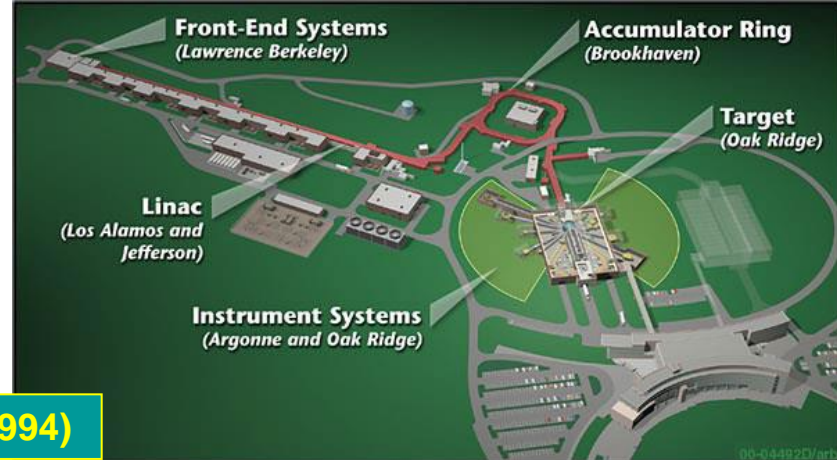 Front-End Systems
(Lawrence Berkeley)
Accumulator Ring
(Brookhaven)
Target
(Oak Ridge)
Linac
(Los Alamos and
Jefferson)
Instrument Systems
(Argonne and Oak Ridge)
994)
00-04492D/arb